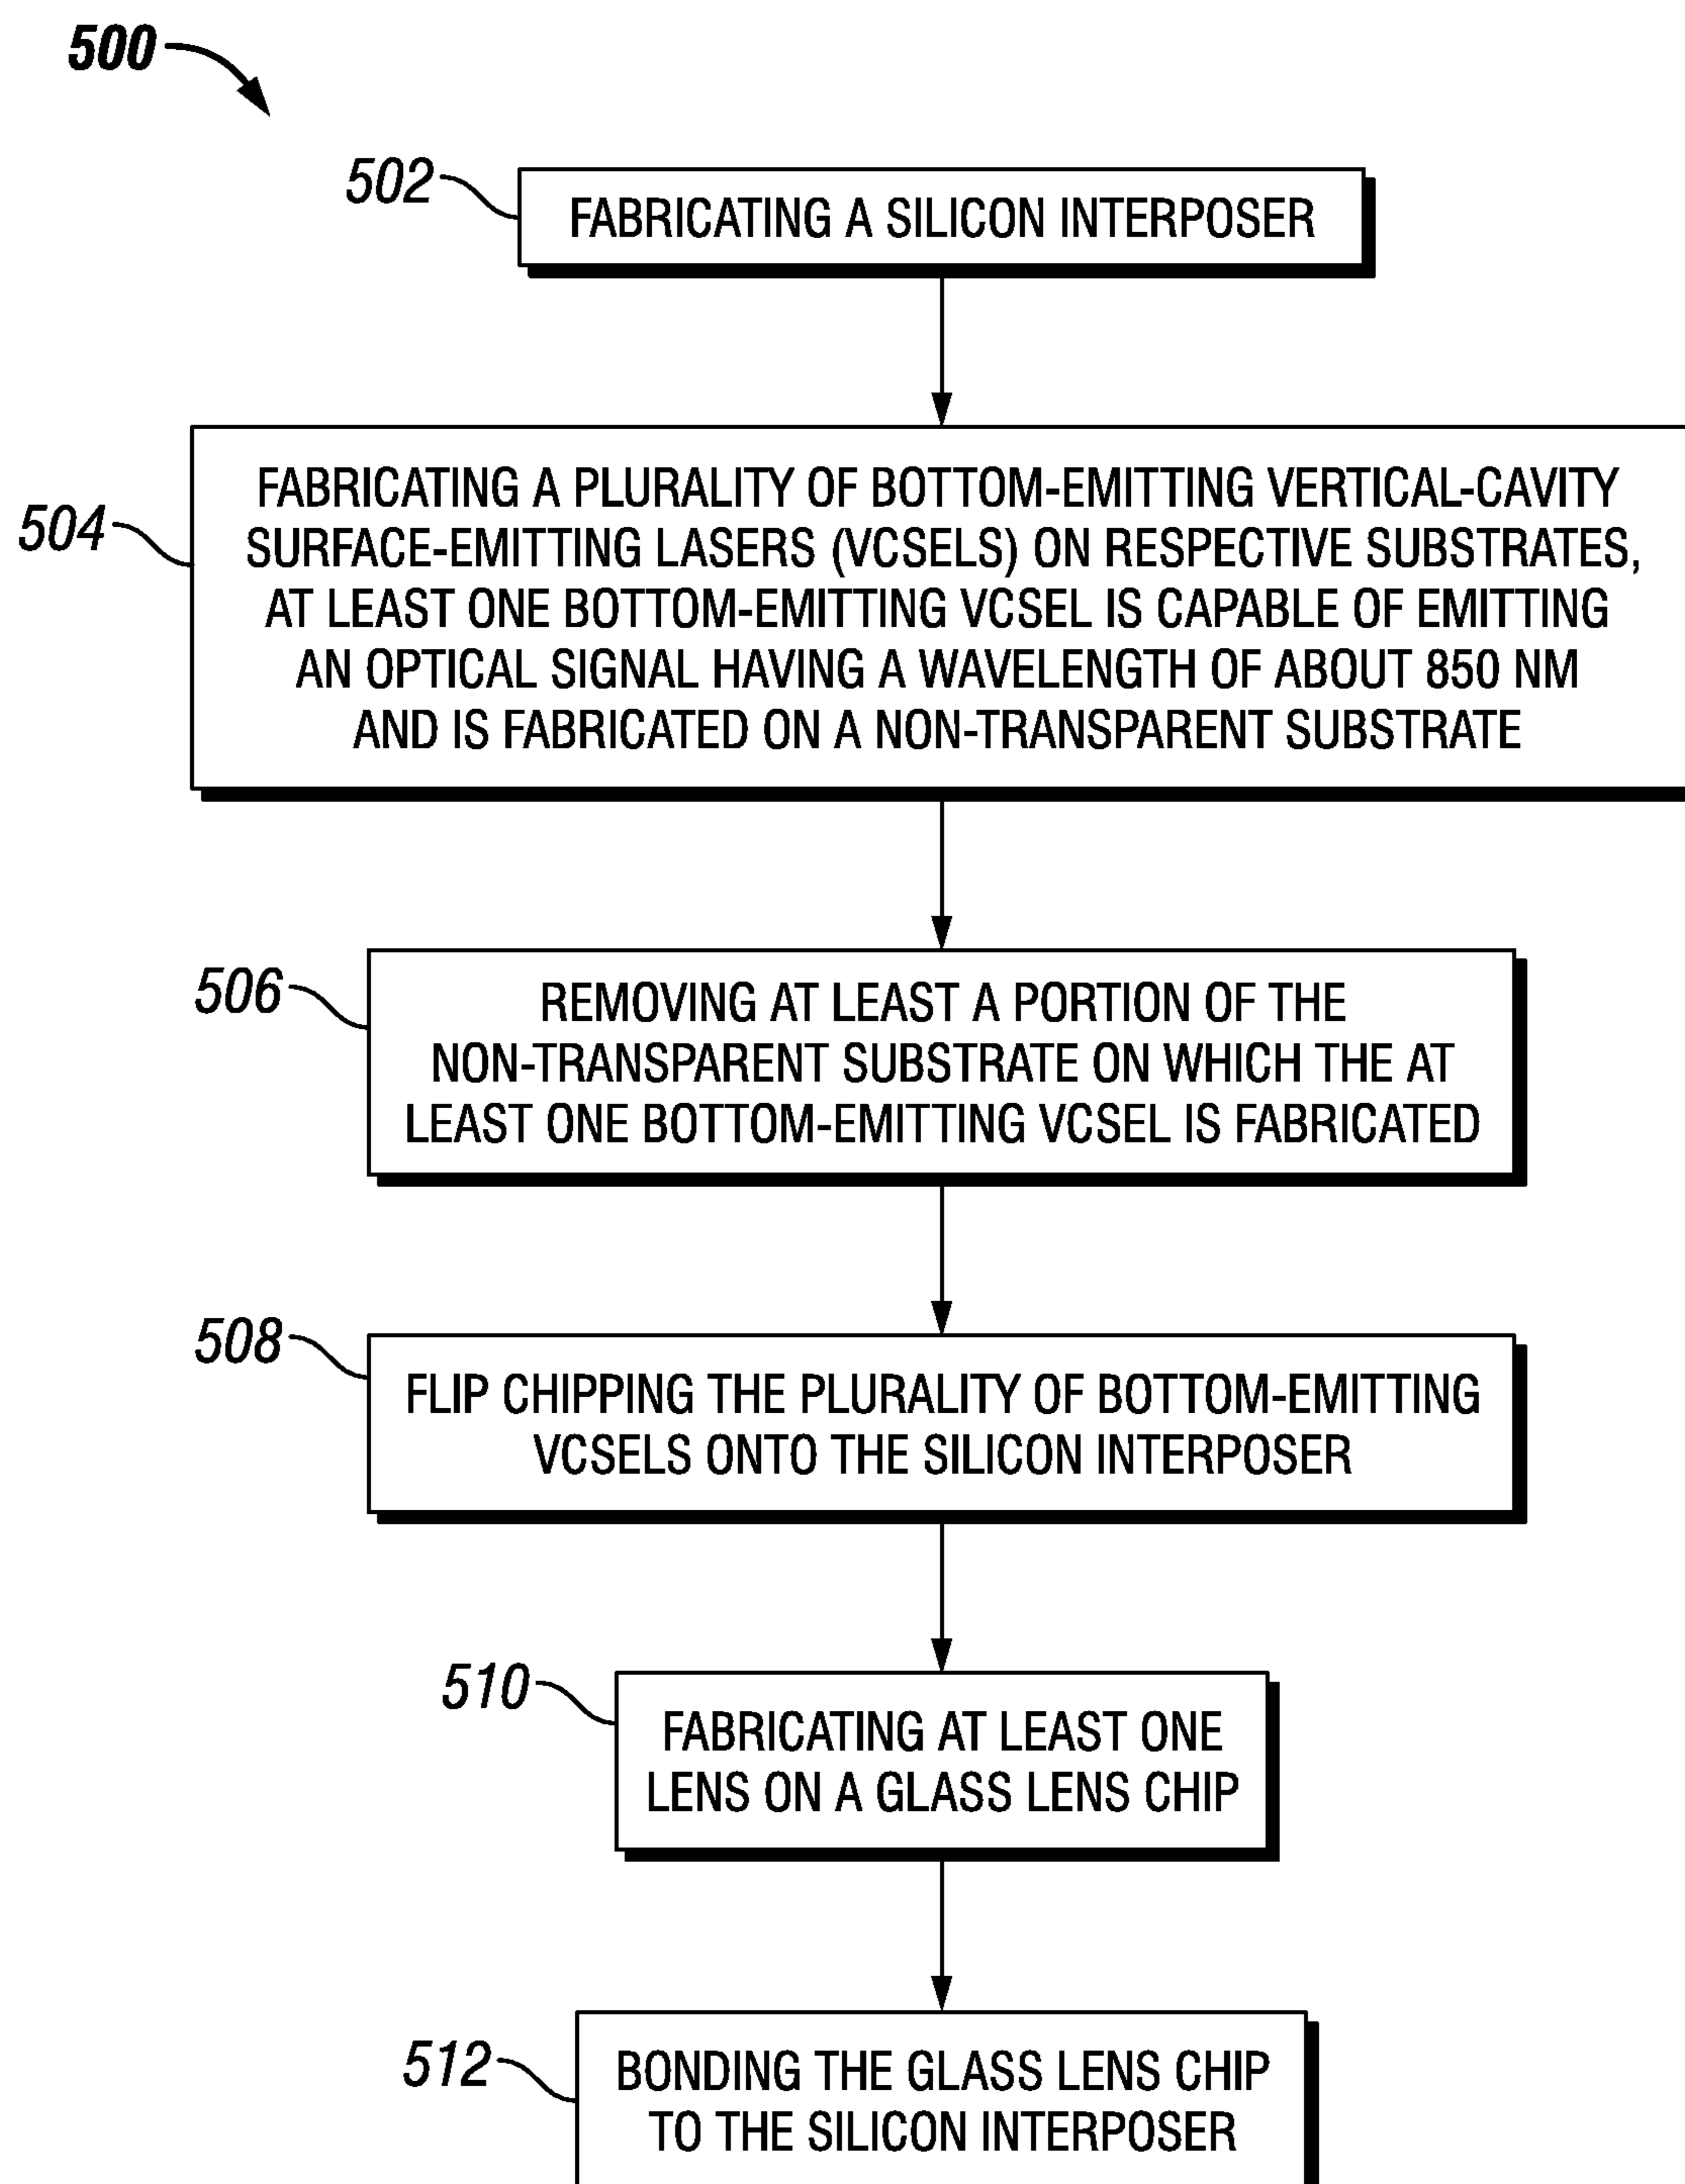 500
502
FABRICATING A SILICON INTERPOSER
504
FABRICATING A PLURALITY OF BOTTOM-EMITTING VERTICAL-CAVITY
SURFACE-EMITTING LASERS (VCSELS) ON RESPECTIVE SUBSTRATES,
AT LEAST ONE BOTTOM-EMITTING VCSEL IS CAPABLE OF EMITTING
AN OPTICAL SIGNAL HAVING A WAVELENGTH OF ABOUT 850 NM
AND IS FABRICATED ON A NON-TRANSPARENT SUBSTRATE
506
REMOVING AT LEAST A PORTION OF THE
NON-TRANSPARENT SUBSTRATE ON WHICH THE AT
LEAST ONE BOTTOM-EMITTING VCSEL IS FABRICATED
508
FLIP CHIPPING THE PLURALITY OF BOTTOM-EMITTING
VCSELS ONTO THE SILICON INTERPOSER
510
FABRICATING AT LEAST ONE
LENS ON A GLASS LENS CHIP
512
BONDING THE GLASS LENS CHIP
TO THE SILICON INTERPOSER